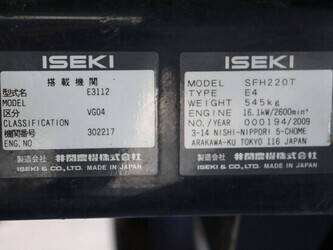 ISEKI
搭載機関
型式名 E3112
MODEL
区分 VG04
CLASSIFICATION
機関番号 302217
ENG, NO
製造 井関農機株式会社
ISEKI & CO., LTD. MADE IN JAPAN
ISEKI
MODEL SFH220T
TYPE E4
WEIGHT 545kg
ENGINE 16.1kW/2600min⁻¹
NO./YEAR 000194/2009
3-14 NISHI-NIPPORI 5-CHOME
ARAKAWA-KU TOKYO 116 JAPAN
製造 井関農機株式会社
ISEKI & CO., LTD. MADE IN JAPAN